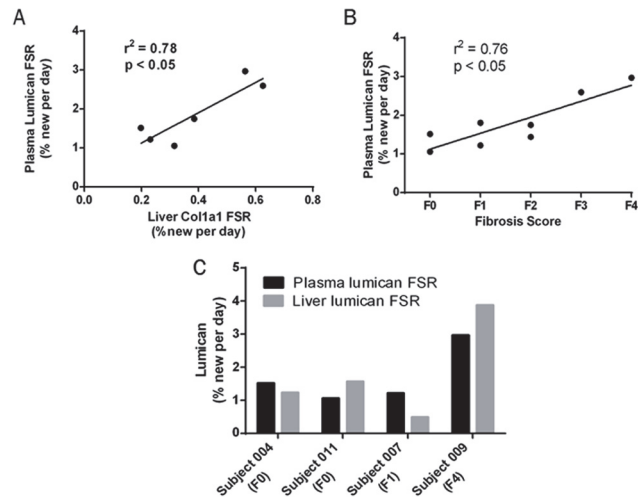 A
r² = 0.78
p < 0.05
Plasma Lumican FSR
(% new per day)
4
3
2
1
0
0.0 0.2 0.4 0.6 0.8
Liver Col1a1 FSR
(%new per day)
B
r² = 0.76
p < 0.05
Plasma Lumican FSR
(% new per day)
4
3
2
1
0
F0 F1 F2 F3 F4
Fibrosis Score
C
Plasma lumican FSR
Liver lumican FSR
Lumican
(% new per day)
5
4
3
2
1
0
Subject 004
(F0)
Subject 011
(F0)
Subject 007
(F1)
Subject 009
(F4)